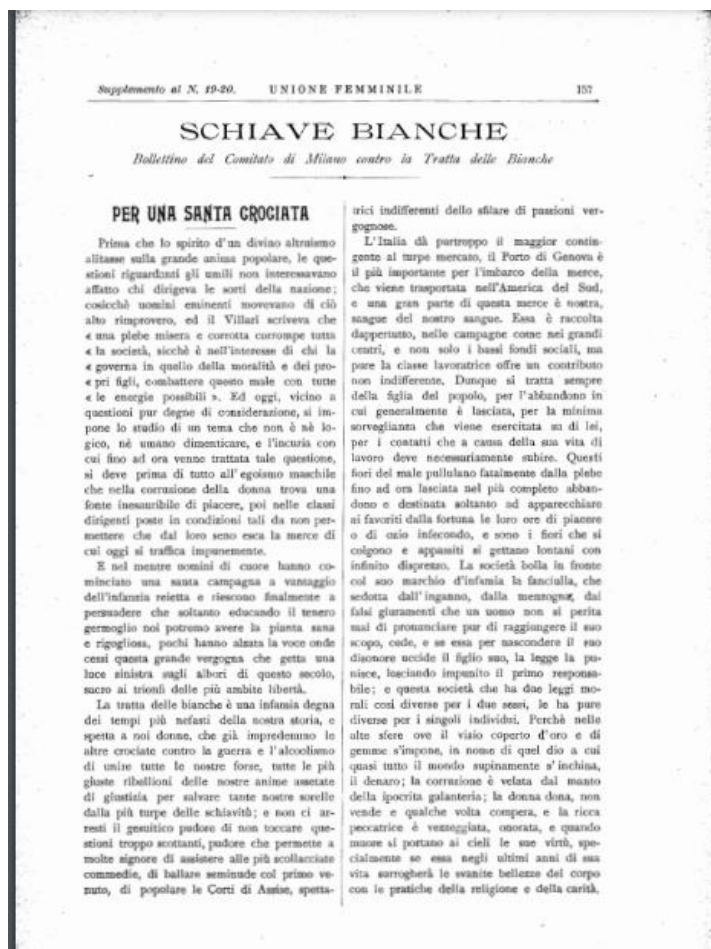 Supplemento al N. 19-20. UNIONE FEMMINILE 157
SCHIAVE BIANCHE
Bollettino del Comitato di Milano contro la Tratta delle Bianche
PER UNA SANTA CROCIATA
Prima che lo spirito d'un divino altruismo
alitasse sulla grande anima popolare, le que-
stioni riguardanti gli umili non interessavano
affatto chi dirigeva le sorti della nazione;
cosicchè uomini eminenti movevano di ciò
alto rimprovero, ed il Villari scriveva che
« una plebe misera e corrotta corrompe tutta
« la società, sicchè è nell'interesse di chi la
« governa in quello della moralità e dei pro-
« pri figli, combattere questo male con tutte
« le energie possibili ». Ed oggi, vicino a
questioni pur degne di considerazione, si im-
pone lo studio di un tema che non è nè lo-
gico, nè umano dimenticare, e l'incuria con
cui fino ad ora venne trattata tale questione,
si deve prima di tutto all'egoismo maschile
che nella corruzione della donna trova una
fonte inesauribile di piacere, poi nelle classi
dirigenti poste in condizioni tali da non per-
mettere che dal loro seno esca la merce di
cui oggi si traffica impunemente.
E nel mentre uomini di cuore hanno co-
minciato una santa campagna a vantaggio
dell'infanzia reietta e riescono finalmente a
persuadere che soltanto educando il tenero
germoglio noi potremo avere la pianta sana
e rigogliosa, pochi hanno alzata la voce onde
cessi questa grande vergogna che getta una
luce sinistra sugli albori di questo secolo,
sacro ai trionfi delle più ambite libertà.
La tratta delle bianche è una infamia degna
dei tempi più nefasti della nostra storia, e
spetta a noi donne, che già impredemmo le
altre crociate contro la guerra e l'alcoolismo
di unire tutte le nostre forze, tutte le più
giuste ribellioni delle nostre anime assetate
di giustizia per salvare tante nostre sorelle
dalla più turpe delle schiavitù; e non ci ar-
resti il gesuitico pudore di non toccare que-
stioni troppo scottanti, pudore che permette a
molte signore di assistere alle più scollacciate
commedie, di ballare seminude col primo ve-
nuto, di popolare le Corti di Assise, spetta-
trici indifferenti dello sfilare di passioni ver-
gognose.
L'Italia dà purtroppo il maggior contin-
gente al turpe mercato, il Porto di Genova è
il più importante per l'imbarco della merce,
che viene trasportata nell'America del Sud,
e una gran parte di questa merce è nostra,
sangue del nostro sangue. Essa è raccolta
dappertutto, nelle campagne come nei grandi
centri, e non solo i bassi fondi sociali, ma
pure la classe lavoratrice offre un contributo
non indifferente. Dunque si tratta sempre
della figlia del popolo, per l'abbandono in
cui generalmente è lasciata, per la minima
sorveglianza che viene esercitata su di lei,
per i contatti che a causa della sua vita di
lavoro deve necessariamente subire. Questi
fiori del male pullulano fatalmente dalla plebe
fino ad ora lasciata nel più completo abban-
dono e destinata soltanto ad apparecchiare
ai favoriti dalla fortuna le loro ore di piacere
o di ozio infecondo, e sono i fiori che si
colgono e appassiti si gettano lontani con
infinito disprezzo. La società bolla in fronte
col suo marchio d'infamia la fanciulla, che
sedotta dall'inganno, dalla menzogna, dai
falsi giuramenti che un uomo non si perita
mai di pronunciare pur di raggiungere il suo
scopo, cede, e se essa per nascondere il suo
disonore uccide il figlio suo, la legge la pu-
nisce, lasciando impunito il primo responsa-
bile; e questa società che ha due leggi mo-
rali così diverse per i due sessi, le ha pure
diverse per i singoli individui. Perchè nelle
alte sfere ove il vizio coperto d'oro e di
gemme s'impone, in nome di quel dio a cui
quasi tutto il mondo supinamente s'inchina,
il denaro; la corruzione è velata dal manto
della ipocrita galanteria; la donna dona, non
vende e qualche volta compera, e la ricca
peccatrice è vezzeggiata, onorata, e quando
muore si portano ai cieli le sue virtù, spe-
cialmente se essa negli ultimi anni di sua
vita surrogherà le svanite bellezze del corpo
con le pratiche della religione e della carità.